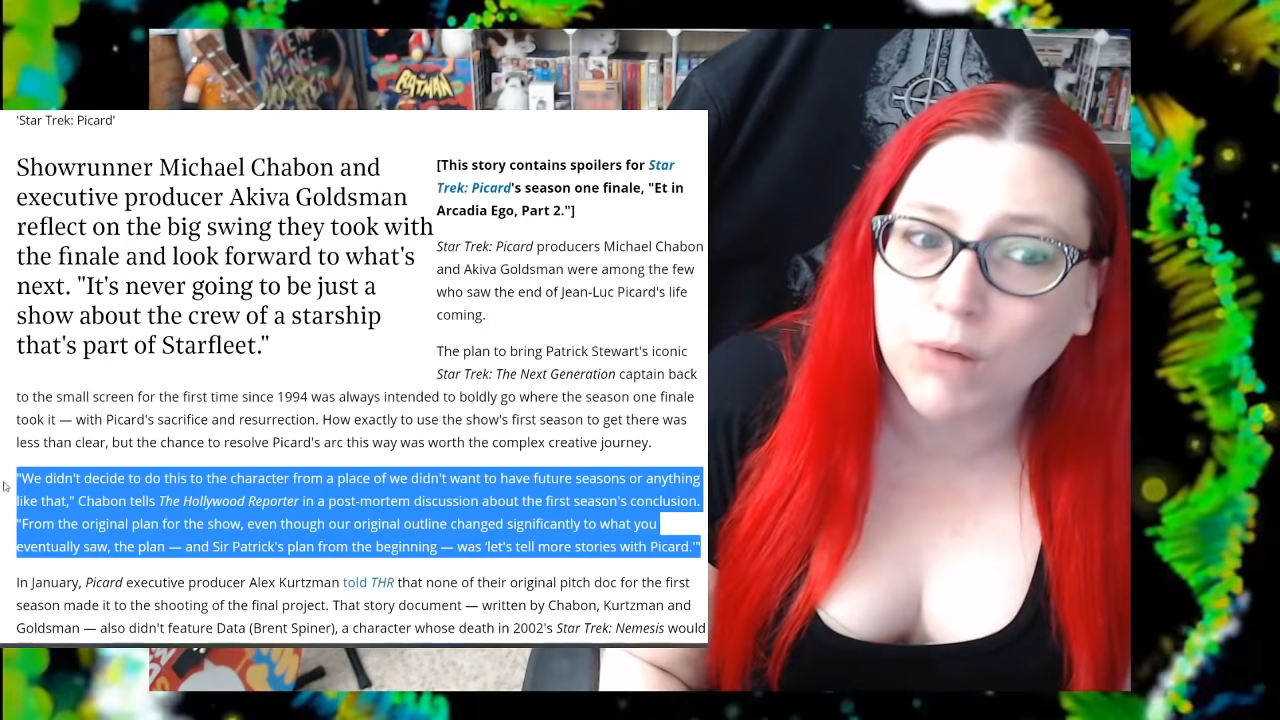 BATMAN
'Star Trek: Picard'
Showrunner Michael Chabon and
executive producer Akiva Goldsman
reflect on the big swing they took with
the finale and look forward to what's
next. "It's never going to be just a
show about the crew of a starship
that's part of Starfleet."
[This story contains spoilers for Star
Trek: Picard's season one finale, "Et in
Arcadia Ego, Part 2."]
Star Trek: Picard producers Michael Chabon
and Akiva Goldsman were among the few
who saw the end of Jean-Luc Picard's life
coming.
The plan to bring Patrick Stewart's iconic
Star Trek: The Next Generation captain back
to the small screen for the first time since 1994 was always intended to boldly go where the season one finale
took it — with Picard's sacrifice and resurrection. How exactly to use the show's first season to get there was
less than clear, but the chance to resolve Picard's arc this way was worth the complex creative journey.
"We didn't decide to do this to the character from a place of we didn't want to have future seasons or anything
like that," Chabon tells The Hollywood Reporter in a post-mortem discussion about the first season's conclusion.
"From the original plan for the show, even though our original outline changed significantly to what you
eventually saw, the plan — and Sir Patrick's plan from the beginning — was ‘let's tell more stories with Picard.'"
In January, Picard executive producer Alex Kurtzman told THR that none of their original pitch doc for the first
season made it to the shooting of the final project. That story document — written by Chabon, Kurtzman and
Goldsman — also didn't feature Data (Brent Spiner), a character whose death in 2002's Star Trek: Nemesis would